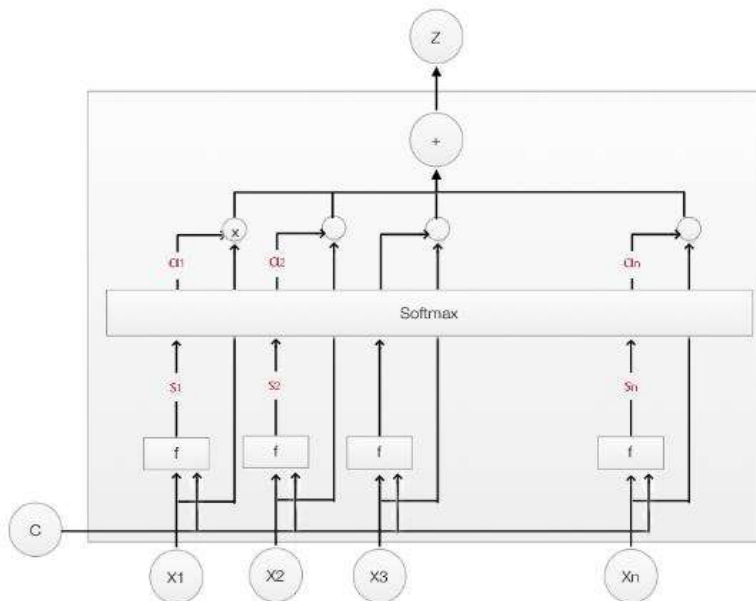 Z
+
x
α1 α2 αn
Softmax
S1 S2 Sn
f f f f
C
X1 X2 X3 Xn